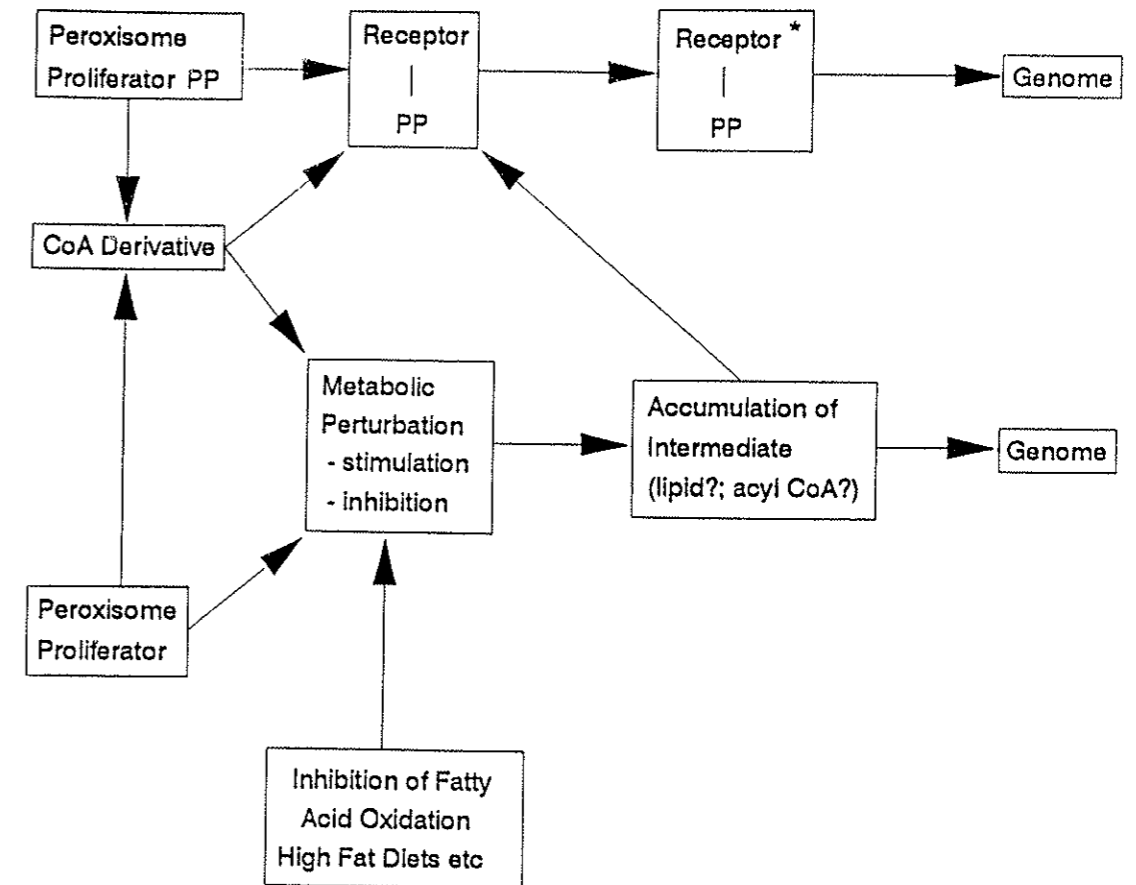 Peroxisome
Proliferator PP
Receptor
|
PP
Receptor *
|
PP
Genome
CoA Derivative
Metabolic
Perturbation
- stimulation
- inhibition
Accumulation of
Intermediate
(lipid?; acyl CoA?)
Genome
Peroxisome
Proliferator
Inhibition of Fatty
Acid Oxidation
High Fat Diets etc